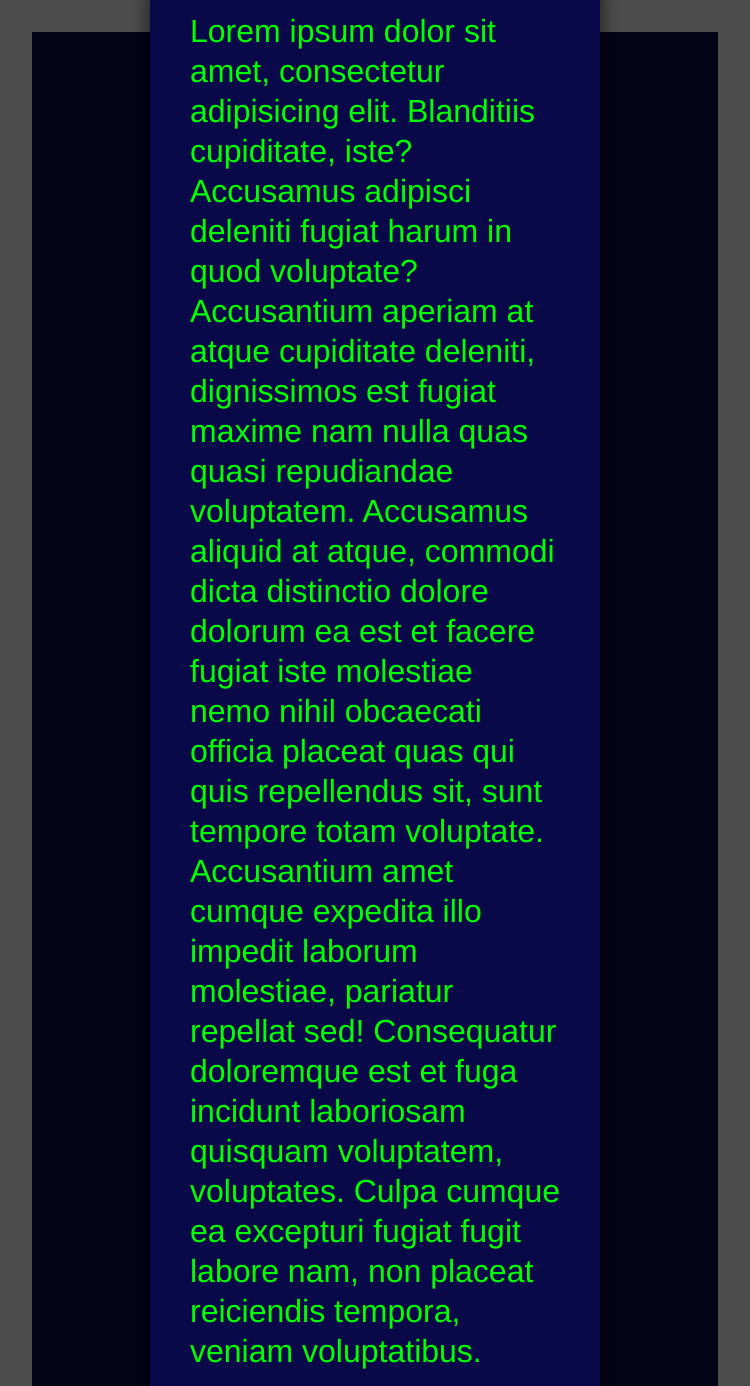 Lorem ipsum dolor sit
amet, consectetur
adipisicing elit. Blanditiis
cupiditate, iste?
Accusamus adipisci
deleniti fugiat harum in
quod voluptate?
Accusantium aperiam at
atque cupiditate deleniti,
dignissimos est fugiat
maxime nam nulla quas
quasi repudiandae
voluptatem. Accusamus
aliquid at atque, commodi
dicta distinctio dolore
dolorum ea est et facere
fugiat iste molestiae
nemo nihil obcaecati
officia placeat quas qui
quis repellendus sit, sunt
tempore totam voluptate.
Accusantium amet
cumque expedita illo
impedit laborum
molestiae, pariatur
repellat sed! Consequatur
doloremque est et fuga
incidunt laboriosam
quisquam voluptatem,
voluptates. Culpa cumque
ea excepturi fugiat fugit
labore nam, non placeat
reiciendis tempora,
veniam voluptatibus.